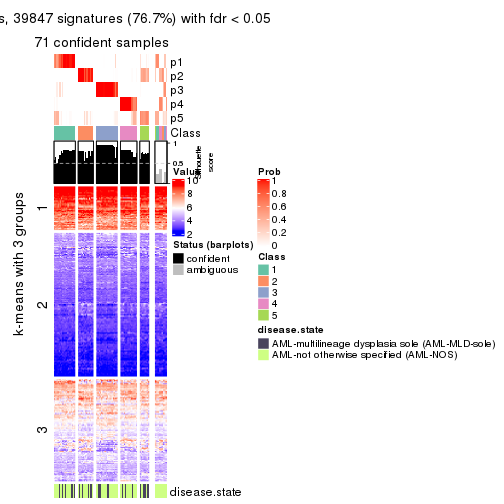 s, 39847 signatures (76.7%) with fdr < 0.05
71 confident samples
p1
p2
p3
p4
p5
Class
1
0.5
0
silhouette
score
k-means with 3 groups
1
2
3
Value
10
8
6
4
2
Status (barplots)
confident
ambiguous
Prob
1
0.8
0.6
0.4
0.2
0
Class
1
2
3
4
5
disease.state
AML-multilineage dysplasia sole (AML-MLD-sole)
AML-not otherwise specified (AML-NOS)
disease.state